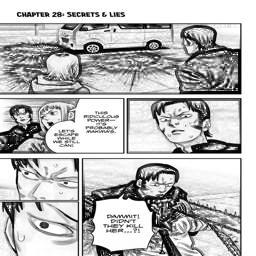 CHAPTER 28: SECRETS & LIES
THIS
RIDICULOUS
POWER—
IT'S
PROBABLY
MAKIMA'S.
LET'S
ESCAPE
WHILE
WE STILL
CAN!
DAMMIT!
DIDN'T
THEY KILL
HER...?!